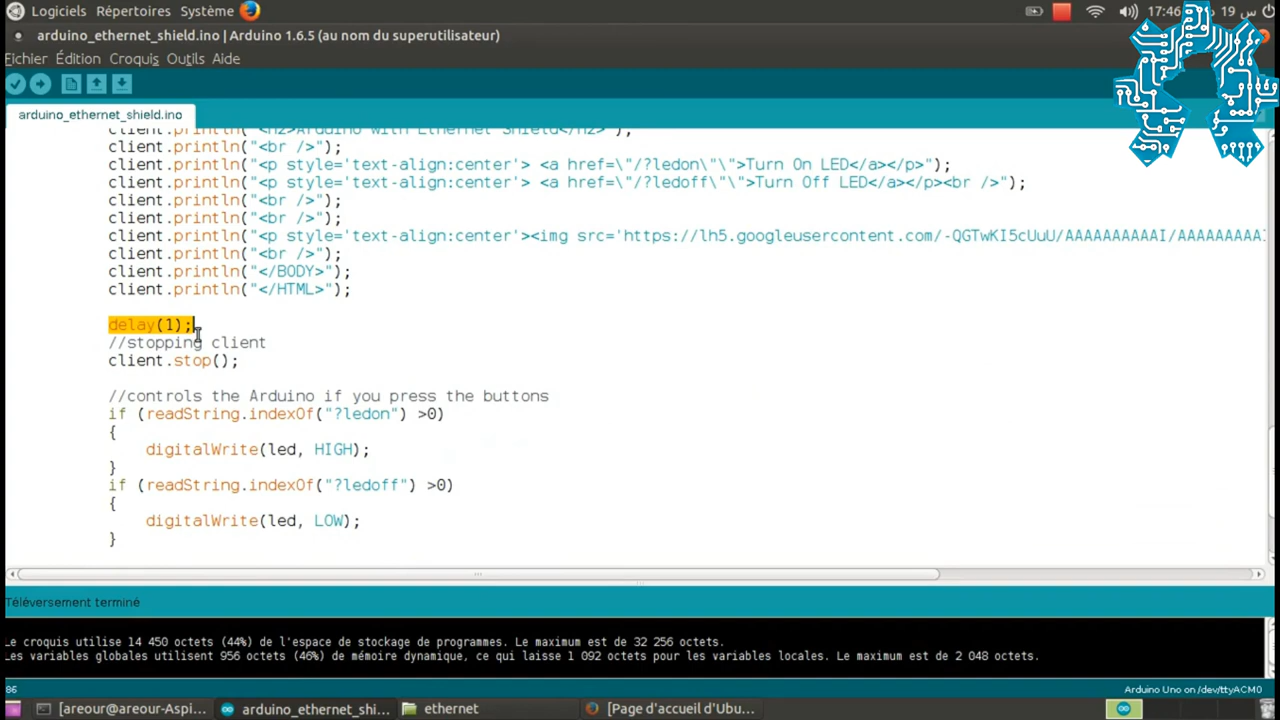 Logiciels Répertoires Système 17:46 19 س
arduino_ethernet_shield.ino | Arduino 1.6.5 (au nom du superutilisateur)
Fichier Édition Croquis Outils Aide
arduino_ethernet_shield.ino
client.println("<h2>Arduino with Ethernet Shield</h2>");
client.println("<br />");
client.println("<p style='text-align:center'> <a href=\"/?ledon\"\">Turn On LED</a></p>");
client.println("<p style='text-align:center'> <a href=\"/?ledoff\"\">Turn Off LED</a></p><br />");
client.println("<br />");
client.println("<br />");
client.println("<p style='text-align:center'><img src='https://lh5.googleusercontent.com/-QGTwKI5cUuU/AAAAAAAAAAI/AAAAAAAAAI
client.println("<br />");
client.println("</BODY>");
client.println("</HTML>");
delay(1);
//stopping client
client.stop();
//controls the Arduino if you press the buttons
if (readString.indexOf("?ledon") >0)
{
digitalWrite(led, HIGH);
}
if (readString.indexOf("?ledoff") >0)
{
digitalWrite(led, LOW);
}
Téléversement terminé
Le croquis utilise 14 450 octets (44%) de l'espace de stockage de programmes. Le maximum est de 32 256 octets.
Les variables globales utilisent 956 octets (46%) de mémoire dynamique, ce qui laisse 1 092 octets pour les variables locales. Le maximum est de 2 048 octets.
86 Arduino Uno on /dev/ttyACM0
[areour@areour-Aspi... arduino_ethernet_shi... ethernet [Page d'accueil d'Ubu...